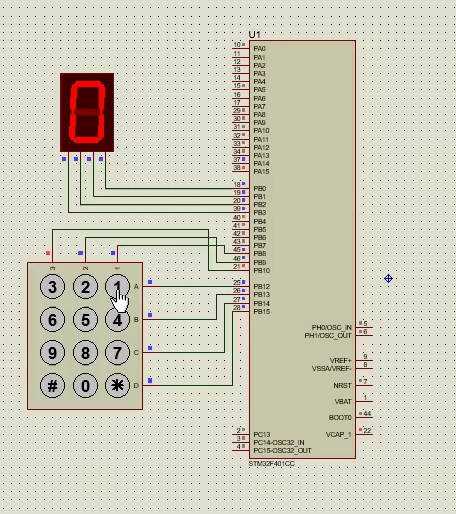 U1
10 PA0
11 PA1
12 PA2
13 PA3
14 PA4
15 PA5
16 PA6
17 PA7
29 PA8
30 PA9
31 PA10
32 PA11
33 PA12
34 PA13
37 PA14
38 PA15
0
18 PB0
19 PB1
20 PB2
39 PB3
40 PB4
41 PB5
42 PB6
43 PB7
45 PB8
46 PB9
21 PB10
25 PB12
26 PB13
27 PB14
28 PB15
3 2 1
3 2 1 A
6 5 4 B
9 8 7 C
# 0 * D
PH0/OSC_IN 5
PH1/OSC_OUT 6
VREF+ 9
VSSA/VREF- 8
NRST 7
VBAT 1
BOOT0 44
VCAP_1 22
2 PC13
3 PC14-OSC32_IN
4 PC15-OSC32_OUT
STM32F401CC